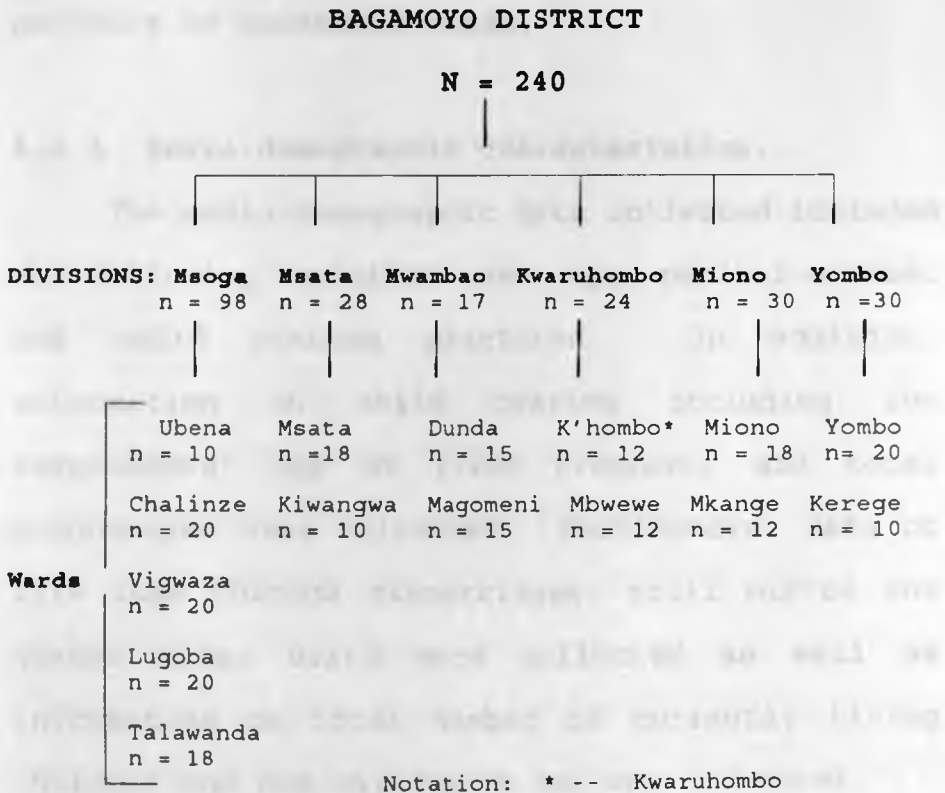 BAGAMOYO DISTRICT
N = 240
DIVISIONS: Msoga Msata Mwambao Kwaruhombo Miono Yombo
n = 98 n = 28 n = 17 n = 24 n = 30 n =30
Ubena Msata Dunda K'hombo* Miono Yombo
n = 10 n =18 n = 15 n = 12 n = 18 n= 20
Chalinze Kiwangwa Magomeni Mbwewe Mkange Kerege
n = 20 n = 10 n = 15 n = 12 n = 12 n = 10
Wards Vigwaza
n = 20
Lugoba
n = 20
Talawanda
n = 18
Notation: * -- Kwaruhombo